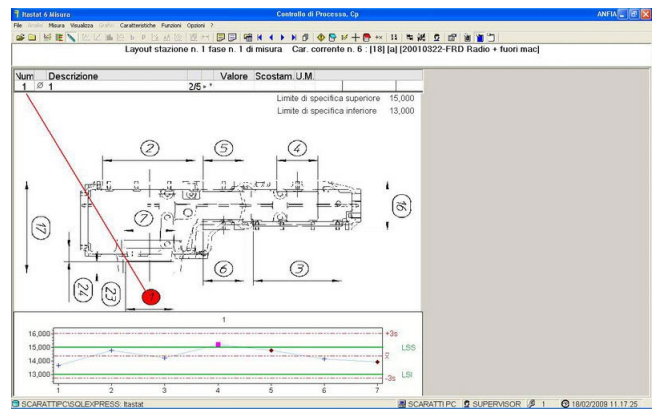 Itastat 6 Misura
Controllo di Processo, Cp
ANFIA
File Analisi Misura Visualizza Grafici Caratteristiche Funzioni Opzioni ?
Layout stazione n. 1 fase n. 1 di misura Car. corrente n. 6 : [18] [a] [20010322-FRD Radio + fuori mac]
Num Descrizione Valore Scostam. U.M.
1 Ø 1 2/5 *
Limite di specifica superiore 15,000
Limite di specifica inferiore 13,000
2 5 4
17 7 16
24 23 6 3
1
1
16,000 +3s
15,000 LSS
14,000 x
13,000 LSI
-3s
1 2 3 4 5 6 7
SCARATTIPC\SQLEXPRESS: Itastat SCARATTI PC SUPERVISOR 1 18/02/2009 11.17.25